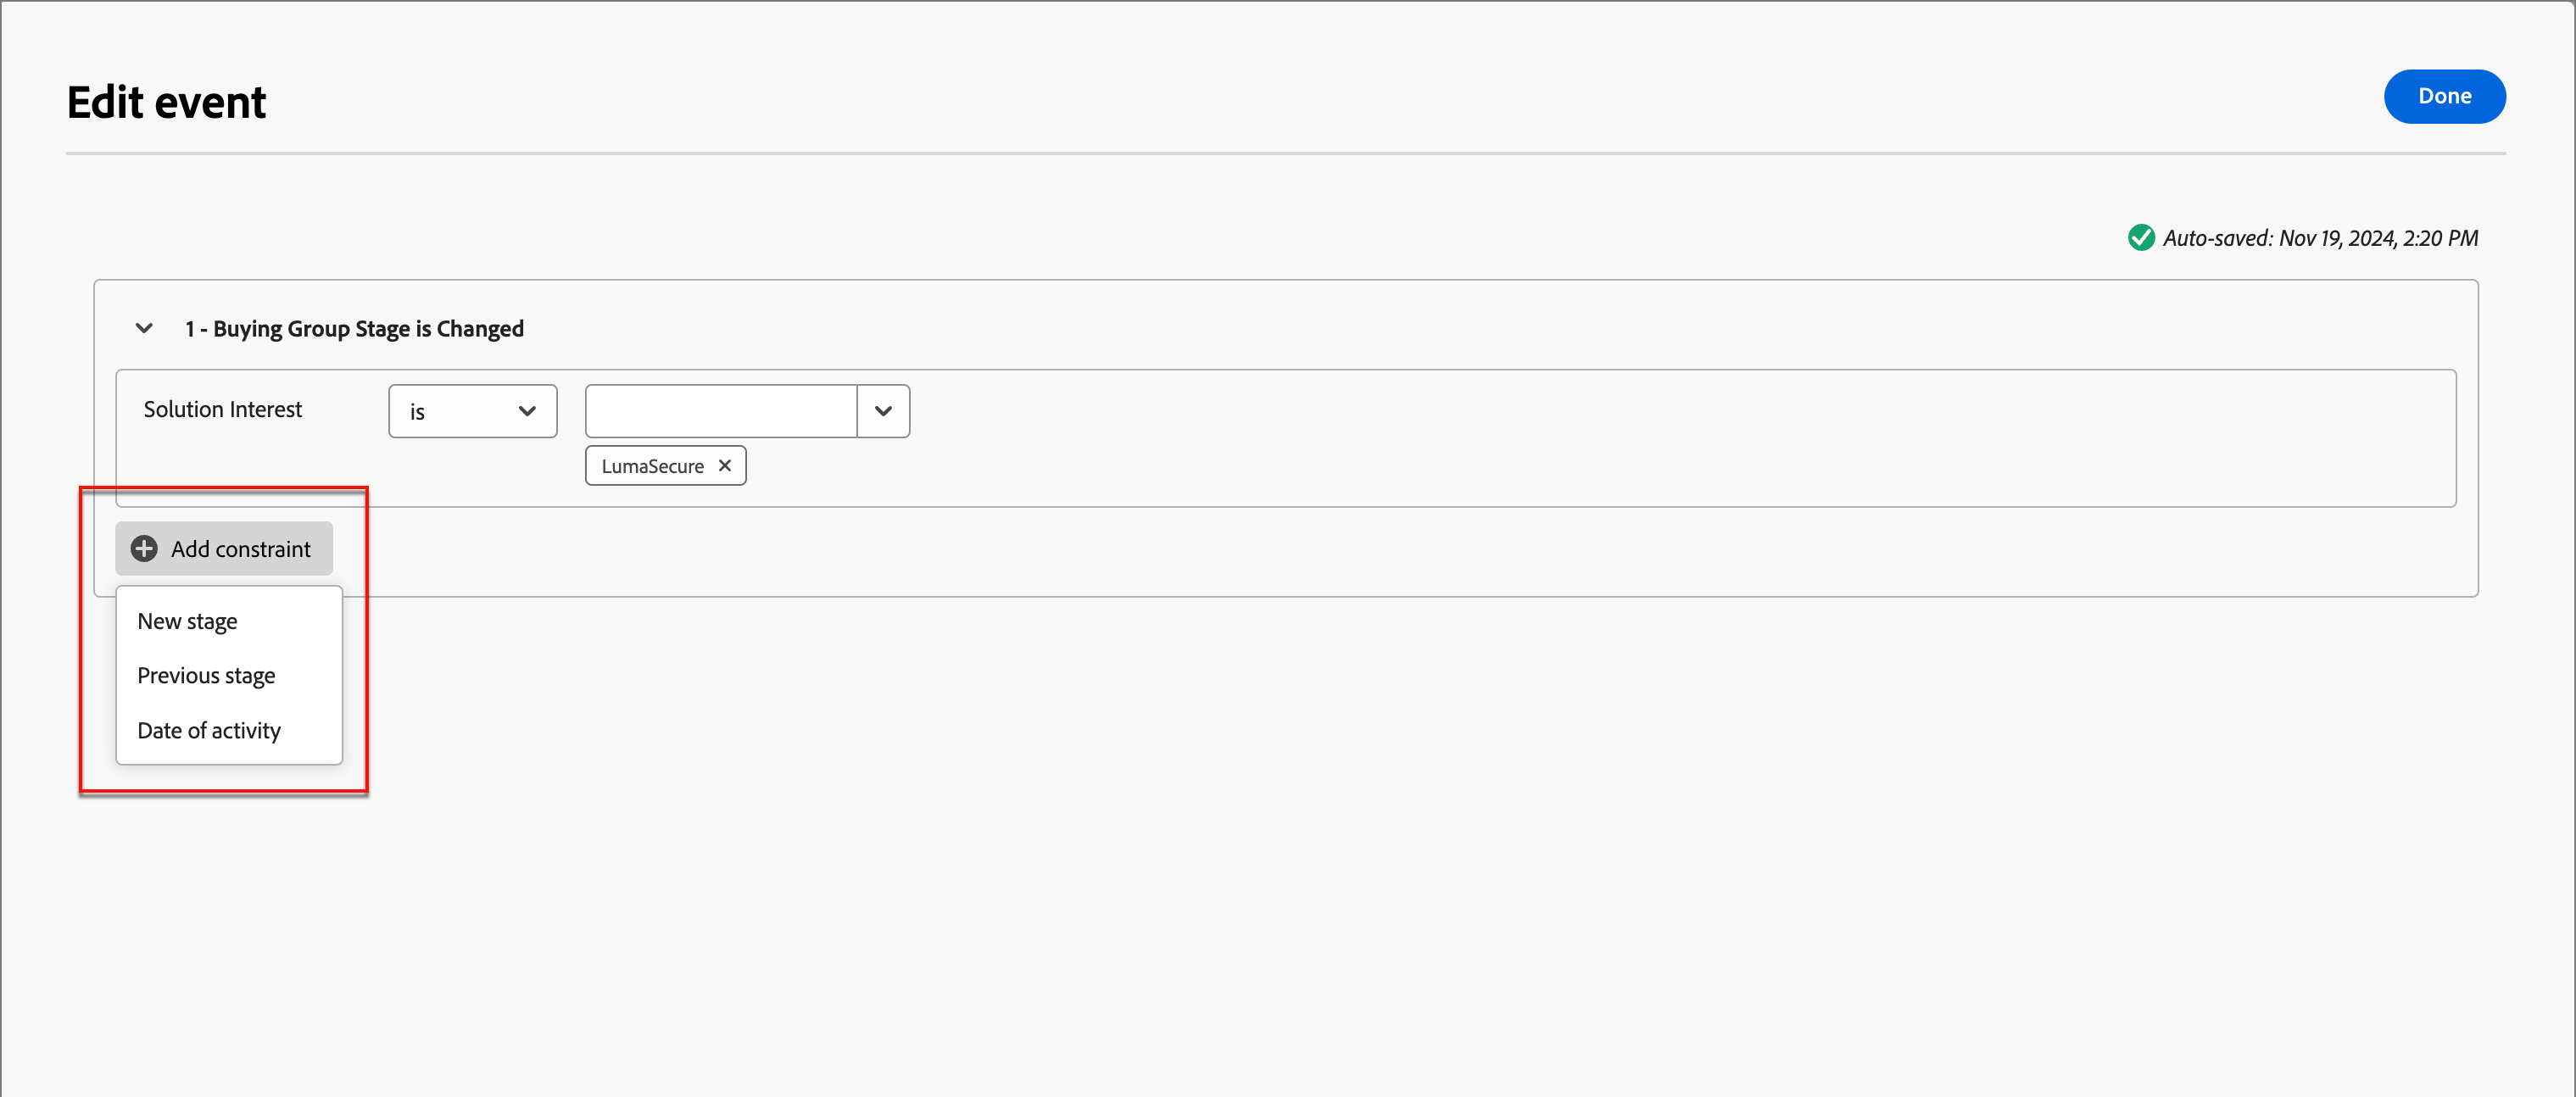 Edit event
Done
Auto-saved: Nov 19, 2024, 2:20 PM
1 - Buying Group Stage is Changed
Solution Interest
is
LumaSecure
Add constraint
New stage
Previous stage
Date of activity